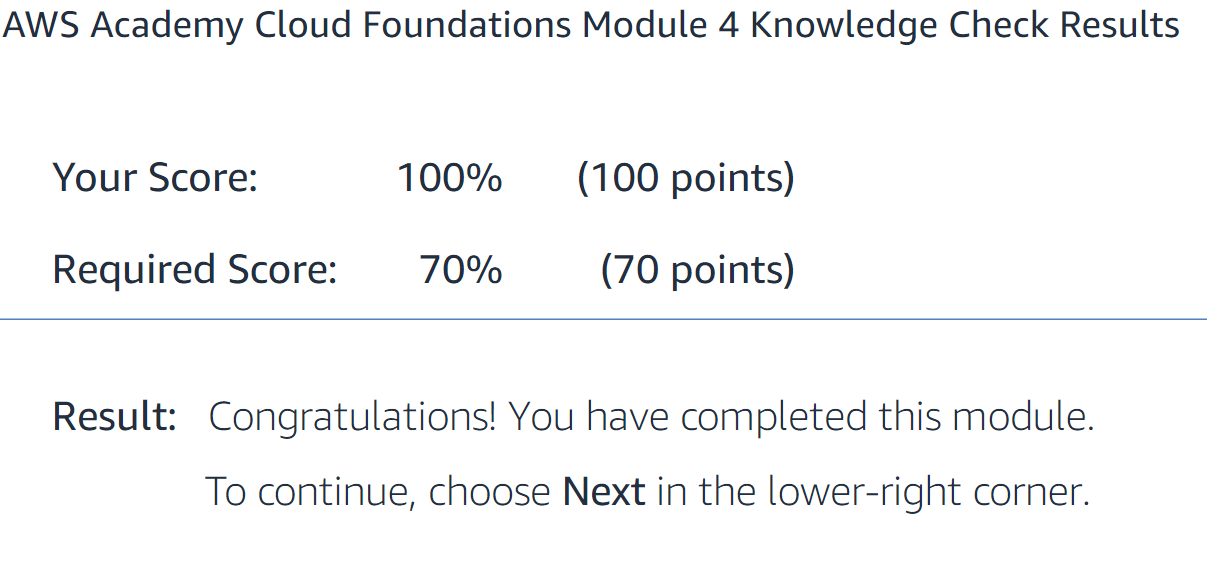 AWS Academy Cloud Foundations Module 4 Knowledge Check Results
Your Score: 100% (100 points)
Required Score: 70% (70 points)
Result: Congratulations! You have completed this module.
To continue, choose Next in the lower-right corner.